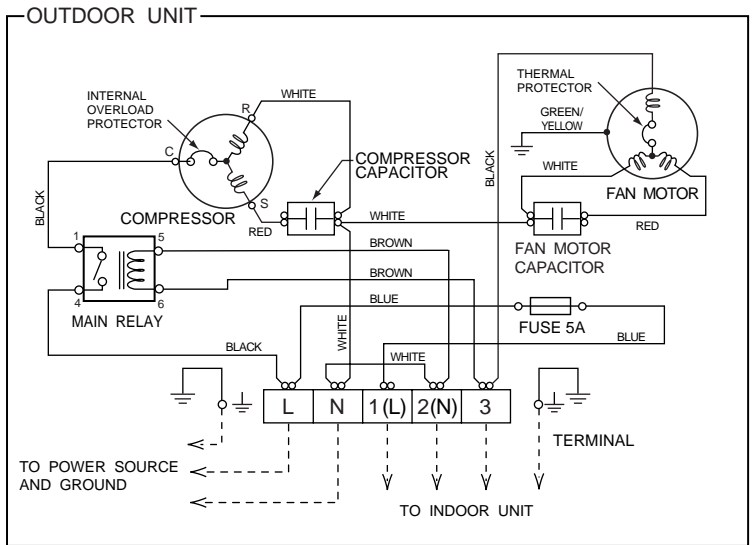 OUTDOOR UNIT
INTERNAL
OVERLOAD
PROTECTOR
WHITE
THERMAL
PROTECTOR
GREEN/
YELLOW
R
C
S
COMPRESSOR
CAPACITOR
BLACK
WHITE
FAN MOTOR
BLACK
COMPRESSOR
RED
WHITE
RED
1
5
BROWN
FAN MOTOR
CAPACITOR
BROWN
4
6
MAIN RELAY
BLUE
FUSE 5A
BLUE
BLACK
WHITE
WHITE
L
N
1(L)
2(N)
3
TERMINAL
TO POWER SOURCE
AND GROUND
TO INDOOR UNIT